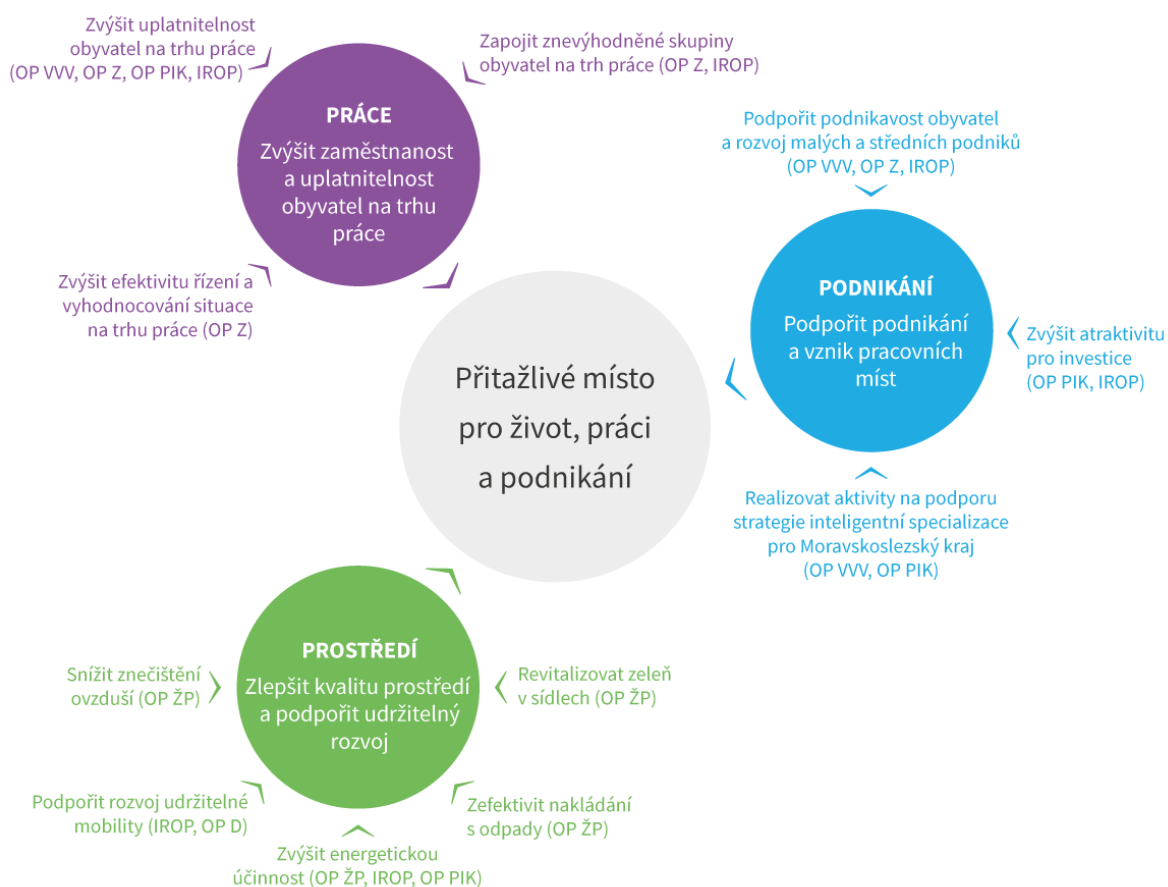 Zvýšit uplatnitelnost
obyvatel na trhu práce
(OP VVV, OP Z, OP PIK, IROP)
Zapojit znevýhodněné skupiny
obyvatel na trh práce (OP Z, IROP)
PRÁCE
Zvýšit zaměstnanost
a uplatnitelnost
obyvatel na trhu
práce
Zvýšit efektivitu řízení a
vyhodnocování situace
na trhu práce (OP Z)
Podpořit podnikavost obyvatel
a rozvoj malých a středních podniků
(OP VVV, OP Z, IROP)
PODNIKÁNÍ
Podpořit podnikání
a vznik pracovních
míst
Zvýšit atraktivitu
pro investice
(OP PIK, IROP)
Realizovat aktivity na podporu
strategie inteligentní specializace
pro Moravskoslezský kraj
(OP VVV, OP PIK)
Přitažlivé místo
pro život, práci
a podnikání
PROSTŘEDÍ
Zlepšit kvalitu prostředí
a podpořit udržitelný
rozvoj
Snížit znečištění
ovzduší (OP ŽP)
Revitalizovat zeleň
v sídlech (OP ŽP)
Podpořit rozvoj udržitelné
mobility (IROP, OP D)
Zefektivit nakládání
s odpady (OP ŽP)
Zvýšit energetickou
účinnost (OP ŽP, IROP, OP PIK)